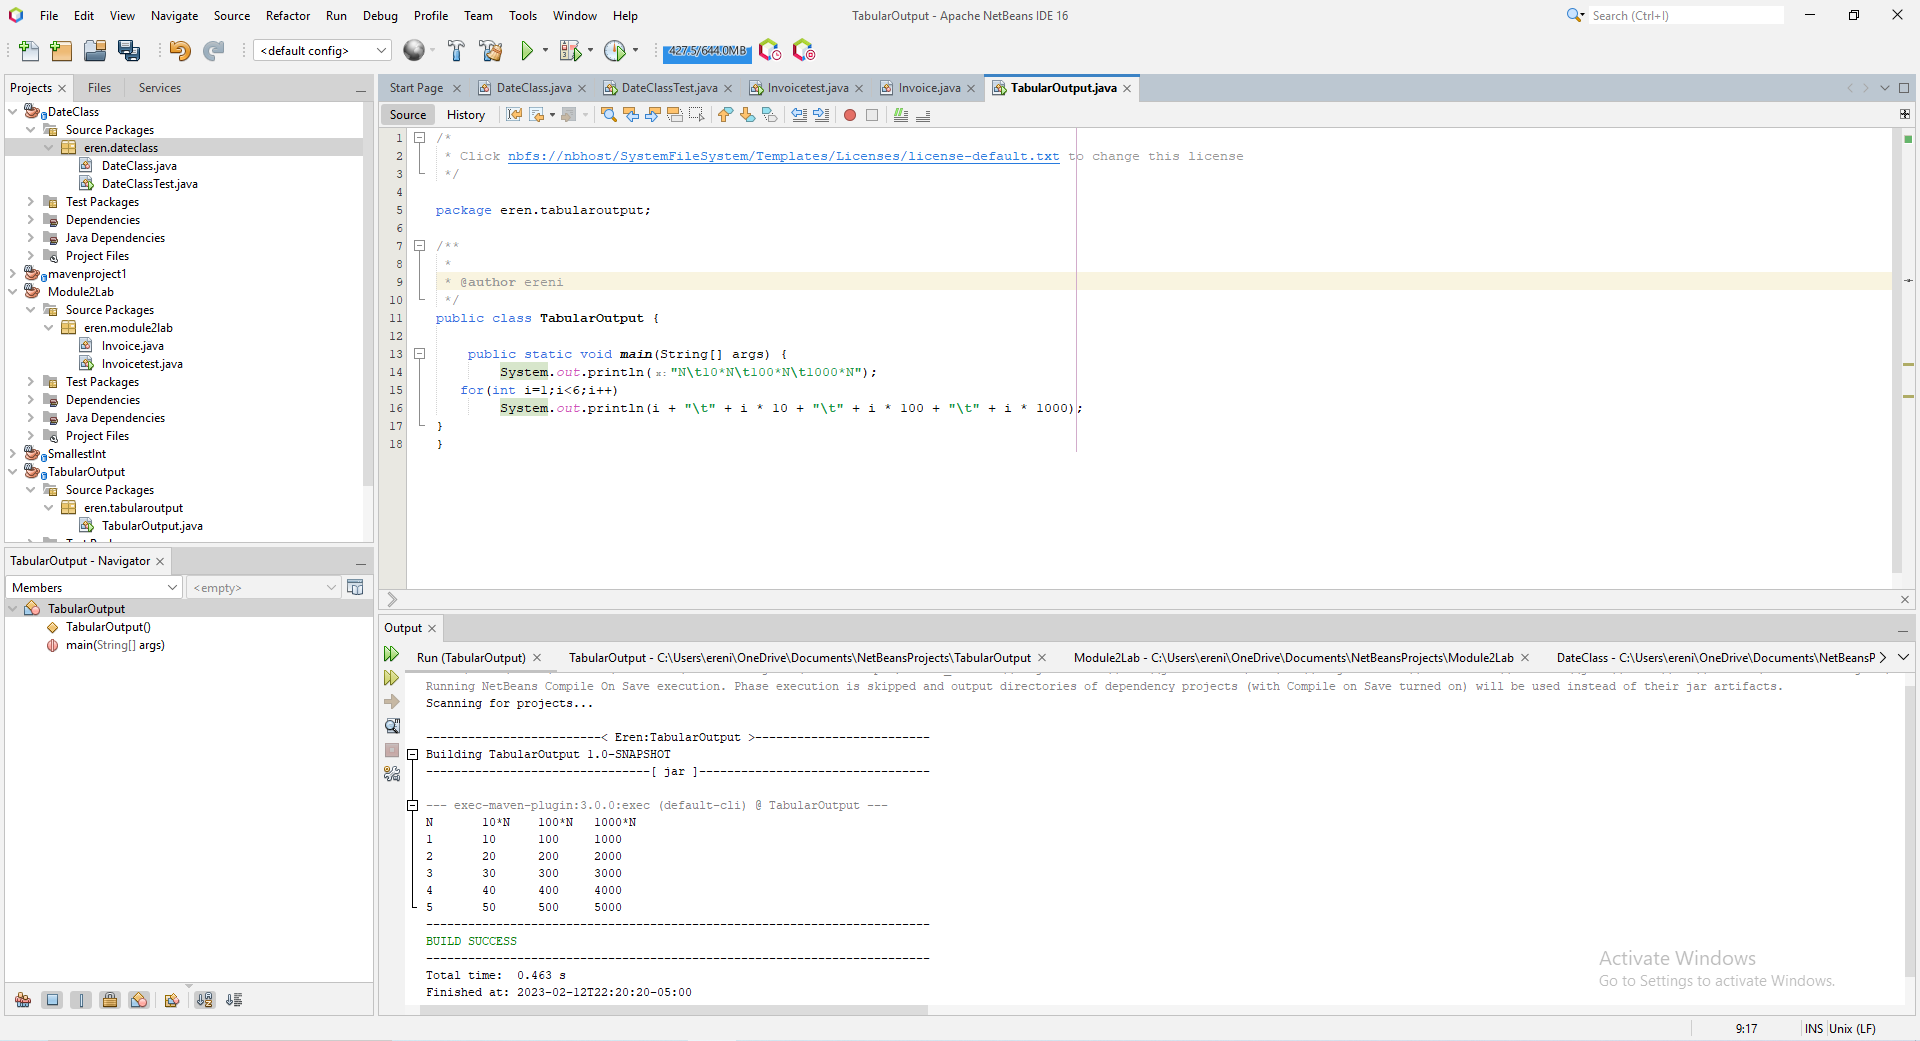 File Edit View Navigate Source Refactor Run Debug Profile Team Tools Window Help
TabularOutput - Apache NetBeans IDE 16
Search (Ctrl+I)
<default config>
427.5/644.0MB
Projects Files Services
DateClass
Source Packages
eren.dateclass
DateClass.java
DateClassTest.java
Test Packages
Dependencies
Java Dependencies
Project Files
mavenproject1
Module2Lab
Source Packages
eren.module2lab
Invoice.java
Invoicetest.java
Test Packages
Dependencies
Java Dependencies
Project Files
SmallestInt
TabularOutput
Source Packages
eren.tabularoutput
TabularOutput.java
TabularOutput - Navigator
Members <empty>
TabularOutput
TabularOutput()
main(String[] args)
Start Page DateClass.java DateClassTest.java Invoicetest.java Invoice.java TabularOutput.java
Source History
1 /*
2 * Click nbfs://nbhost/SystemFileSystem/Templates/Licenses/license-default.txt to change this license
3 */
4
5 package eren.tabularoutput;
6
7 /**
8 *
9 * @author ereni
10 */
11 public class TabularOutput {
12
13 public static void main(String[] args) {
14 System.out.println( x: "N\t10*N\t100*N\t1000*N");
15 for(int i=1;i<6;i++)
16 System.out.println(i + "\t" + i * 10 + "\t" + i * 100 + "\t" + i * 1000);
17 }
18 }
Output
Run (TabularOutput) TabularOutput - C:\Users\ereni\OneDrive\Documents\NetBeansProjects\TabularOutput Module2Lab - C:\Users\ereni\OneDrive\Documents\NetBeansProjects\Module2Lab DateClass - C:\Users\ereni\OneDrive\Documents\NetBeansP
Running NetBeans Compile On Save execution. Phase execution is skipped and output directories of dependency projects (with Compile on Save turned on) will be used instead of their jar artifacts.
Scanning for projects...
-------------------------< Eren:TabularOutput >-------------------------
Building TabularOutput 1.0-SNAPSHOT
--------------------------------[ jar ]---------------------------------
--- exec-maven-plugin:3.0.0:exec (default-cli) @ TabularOutput ---
N 10*N 100*N 1000*N
1 10 100 1000
2 20 200 2000
3 30 300 3000
4 40 400 4000
5 50 500 5000
------------------------------------------------------------------------
BUILD SUCCESS
------------------------------------------------------------------------
Total time: 0.463 s
Finished at: 2023-02-12T22:20:20-05:00
Activate Windows
Go to Settings to activate Windows.
9:17 INS Unix (LF)